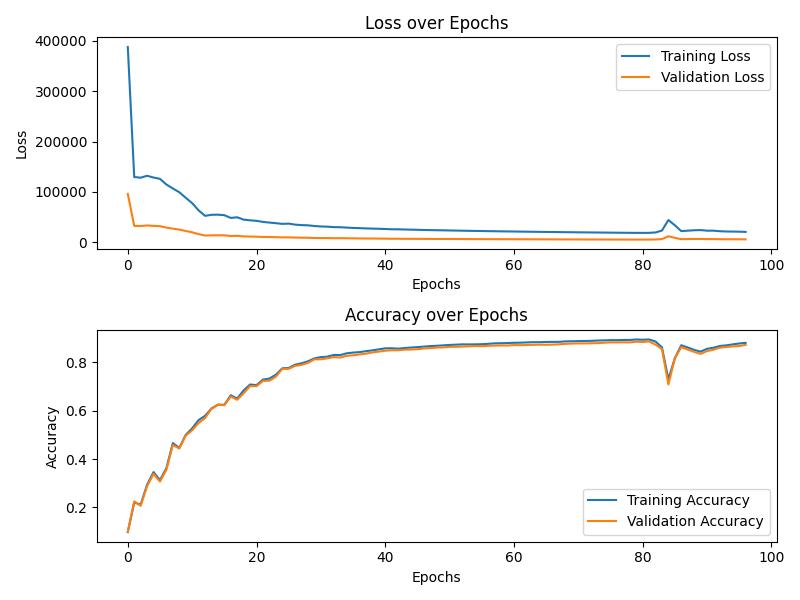 Loss over Epochs
400000
300000
200000
100000
0
Loss
Training Loss
Validation Loss
0 20 40 60 80 100
Epochs
Accuracy over Epochs
0.8
0.6
0.4
0.2
Accuracy
Training Accuracy
Validation Accuracy
0 20 40 60 80 100
Epochs